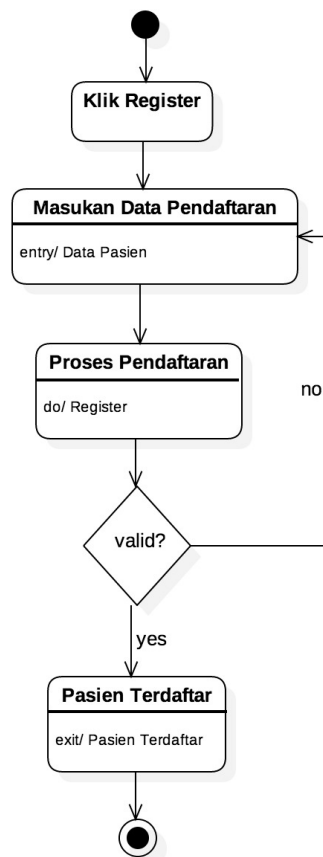 Klik Register
Masukan Data Pendaftaran
entry/ Data Pasien
Proses Pendaftaran
do/ Register
no
valid?
yes
Pasien Terdaftar
exit/ Pasien Terdaftar